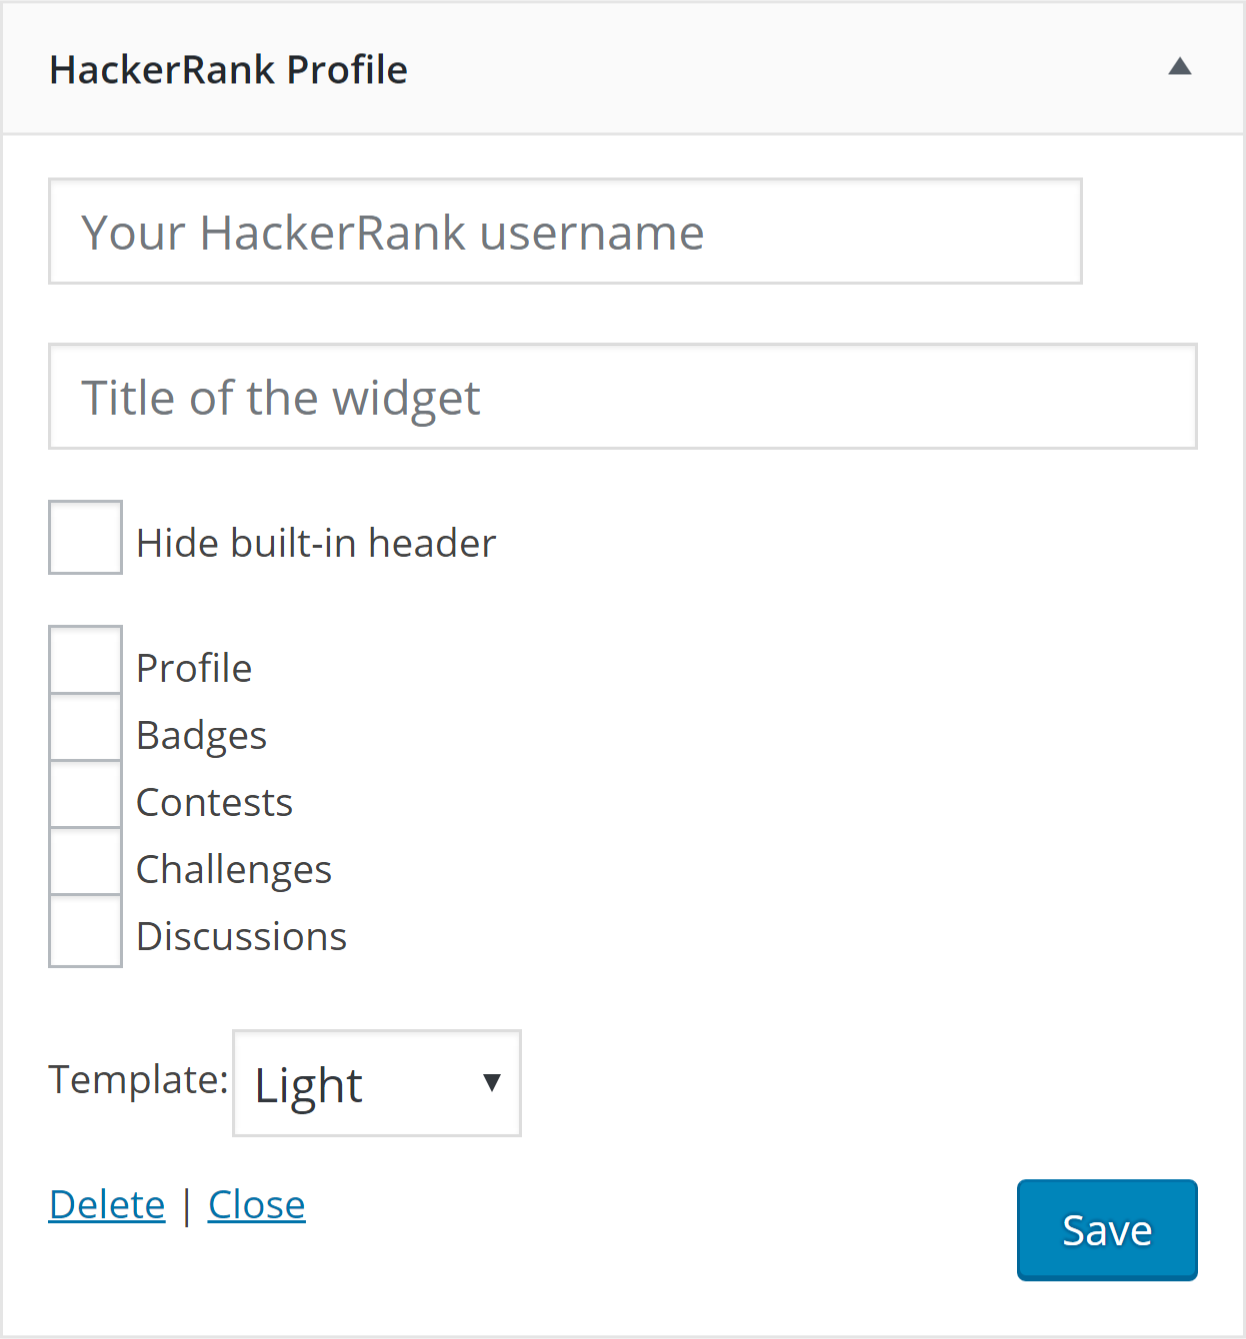 HackerRank Profile
Your HackerRank username
Title of the widget
Hide built-in header
Profile
Badges
Contests
Challenges
Discussions
Template: Light
Delete | Close
Save